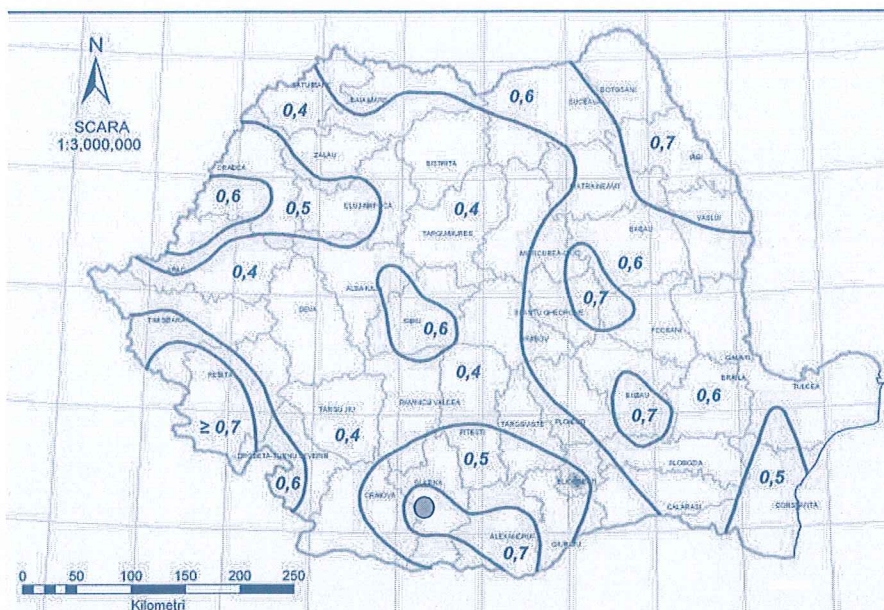 N
SCARA
1:3,000,000
0,4
SATU MARE
BAIA MARE
0,6
SUCEAVA
BOTOSANI
0,7
IASI
ORADEA
ZALAU
BISTRITA
PIATRA NEAMT
0,6
0,5
CLUJ-NAPOCA
0,4
TARGU MURES
VASLUI
BACAU
0,6
MIERCUREA-CIUC
ARAD
0,4
DEVA
ALBA IULIA
SIBIU
0,6
SFANTU GHEORGHE
0,7
BRASOV
FOCSANI
TIMISOARA
RESITA
≥ 0,7
TARGU JIU
0,4
RAMNICU VALCEA
0,4
PITESTI
TARGOVISTE
PLOIESTI
BUZAU
0,7
GALATI
BRAILA
0,6
TULCEA
DROBETA-TURNU SEVERIN
0,6
CRAIOVA
SLATINA
0,5
BUCURESTI
SLOBOZIA
CALARASI
0,5
CONSTANTA
ALEXANDRIA
0,7
GIURGIU
0 50 100 150 200 250
Kilometri